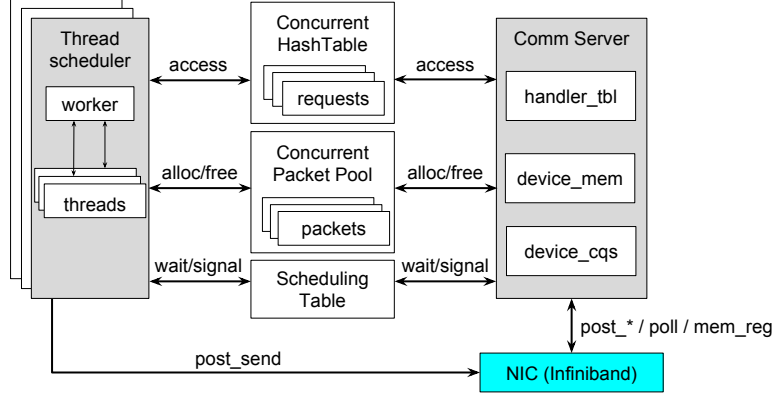 Thread
scheduler
worker
threads
access
alloc/free
wait/signal
Concurrent
HashTable
requests
Concurrent
Packet Pool
packets
Scheduling
Table
access
alloc/free
wait/signal
Comm Server
handler_tbl
device_mem
device_cqs
post_* / poll / mem_reg
post_send
NIC (Infiniband)